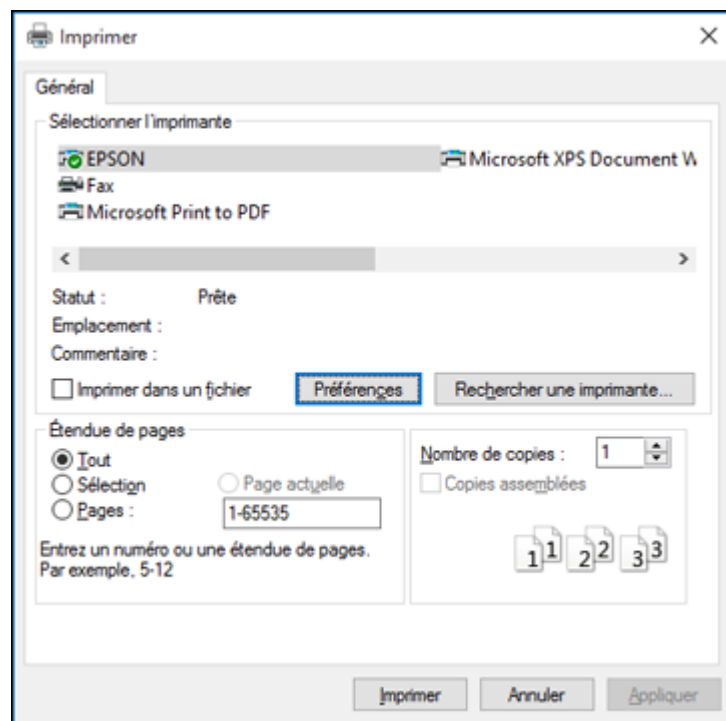 Imprimer
Général
Sélectionner l'imprimante
EPSON
Microsoft XPS Document W
Fax
Microsoft Print to PDF
Statut : Prête
Emplacement :
Commentaire :
Imprimer dans un fichier
Préférences
Rechercher une imprimante...
Étendue de pages
Tout
Sélection
Page actuelle
Pages : 1-65535
Entrez un numéro ou une étendue de pages.
Par exemple, 5-12
Nombre de copies : 1
Copies assemblées
1 1 2 2 3 3
Imprimer
Annuler
Appliquer